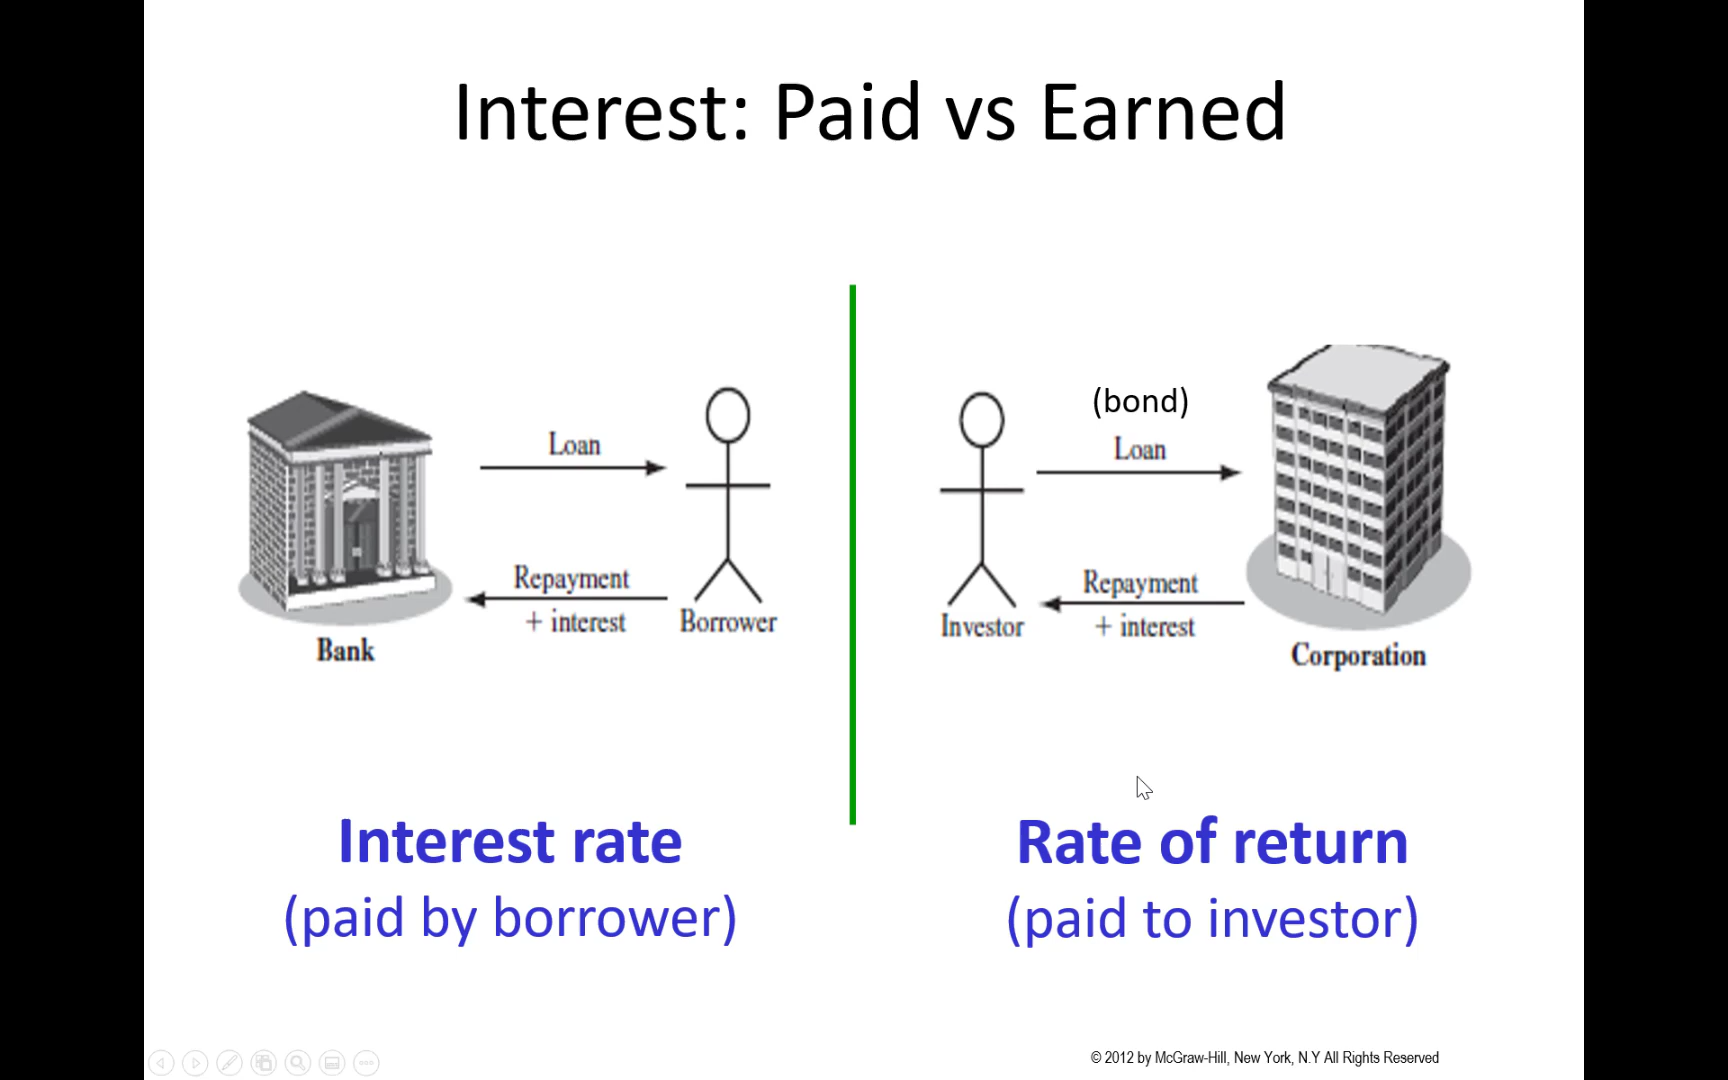 Interest: Paid vs Earned
Loan
Repayment
+ interest
Borrower
Bank
(bond)
Loan
Repayment
+ interest
Investor
Corporation
Interest rate
(paid by borrower)
Rate of return
(paid to investor)
© 2012 by McGraw-Hill, New York, N.Y All Rights Reserved